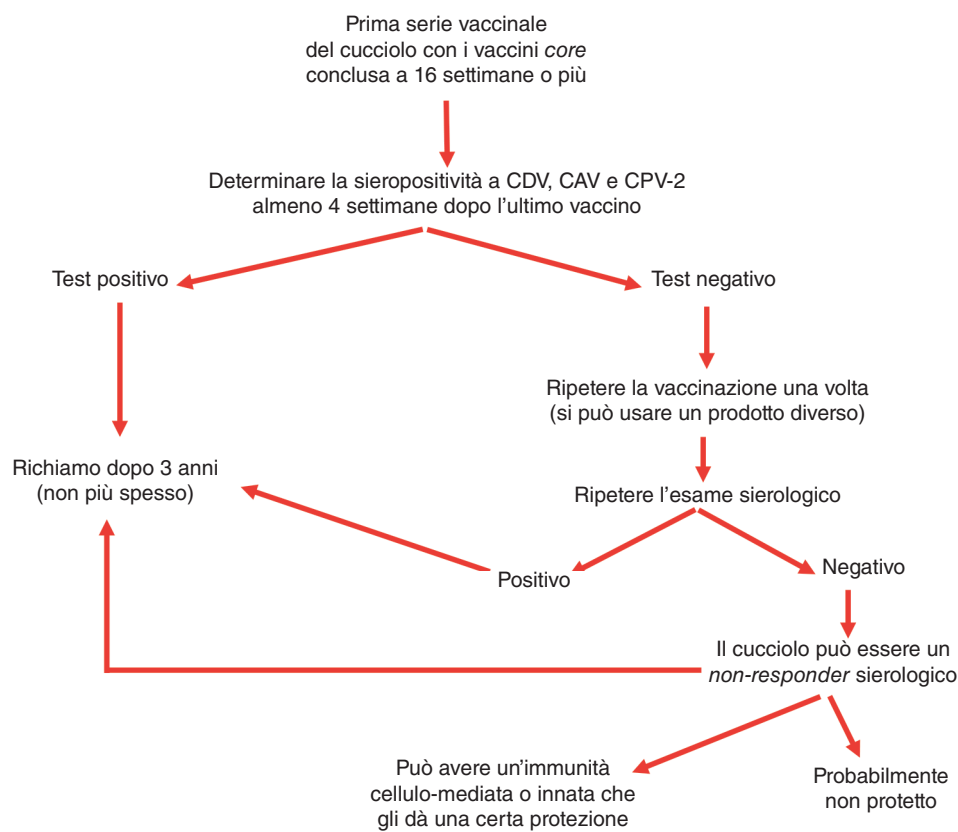 Prima serie vaccinale
del cucciolo con i vaccini core
conclusa a 16 settimane o più
Determinare la sieropositività a CDV, CAV e CPV-2
almeno 4 settimane dopo l'ultimo vaccino
Test positivo
Test negativo
Ripetere la vaccinazione una volta
(si può usare un prodotto diverso)
Richiamo dopo 3 anni
(non più spesso)
Ripetere l'esame sierologico
Positivo
Negativo
Il cucciolo può essere un
non-responder sierologico
Può avere un'immunità
cellulo-mediata o innata che
gli dà una certa protezione
Probabilmente
non protetto